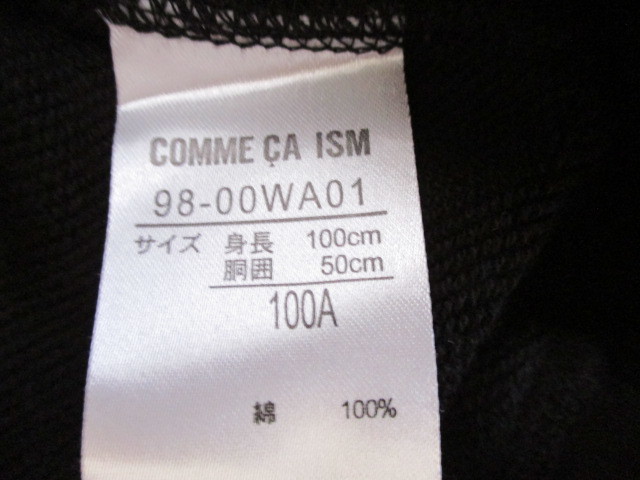 COMME ÇA ISM
98-00WA01
サイズ 身長 100cm
胴囲 50cm
100A
綿 100%